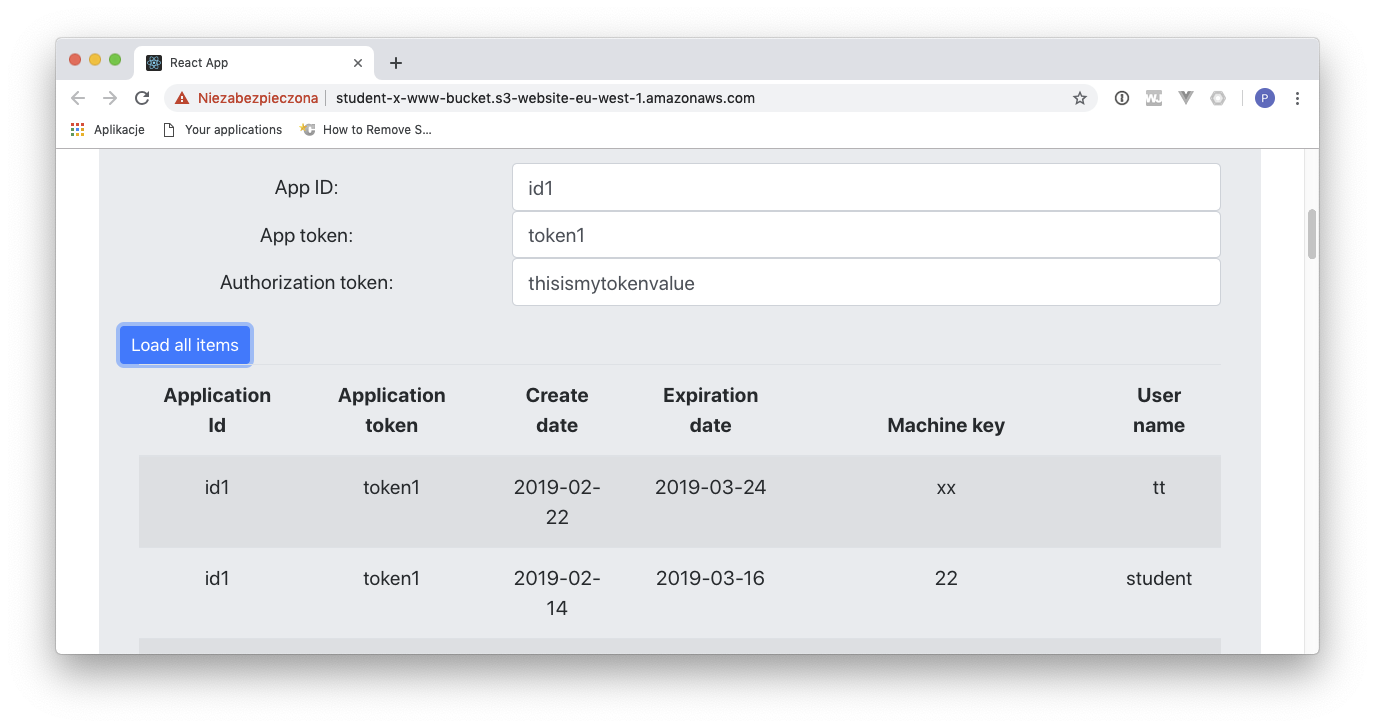 React App
Niezabezpieczona student-x-www-bucket.s3-website-eu-west-1.amazonaws.com
WJ
P
Aplikacje Your applications How to Remove S...
App ID: id1
App token: token1
Authorization token: thisismytokenvalue
Load all items
Application Id Application token Create date Expiration date Machine key User name
id1 token1 2019-02-22 2019-03-24 xx tt
id1 token1 2019-02-14 2019-03-16 22 student